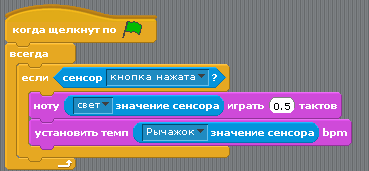 когда щелкнут по
всегда
если сенсор кнопка нажата ?
ноту свет значение сенсора играть 0.5 тактов
установить темп Рычажок значение сенсора bpm